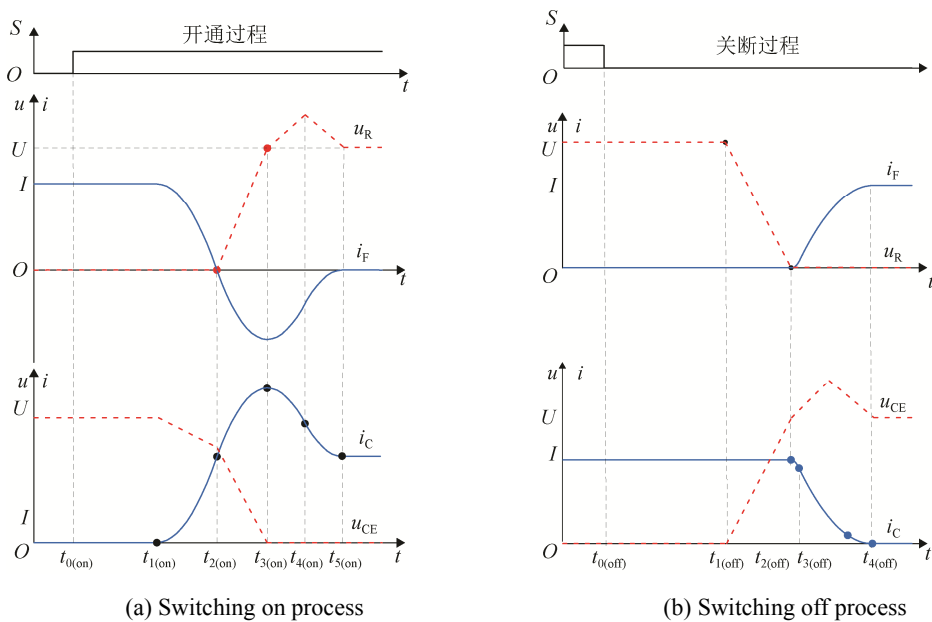 S
开通过程
O
t
u i
U
u_R
I
i_F
O
t
u i
U
i_C
I
u_CE
O
t
t_0(on) t_1(on) t_2(on) t_3(on) t_4(on) t_5(on)
(a) Switching on process
S
关断过程
O
u i
U
I
i_F
u_R
O
u i
U
u_CE
I
i_C
O
t
t_0(off) t_1(off) t_2(off) t_3(off) t_4(off)
(b) Switching off process